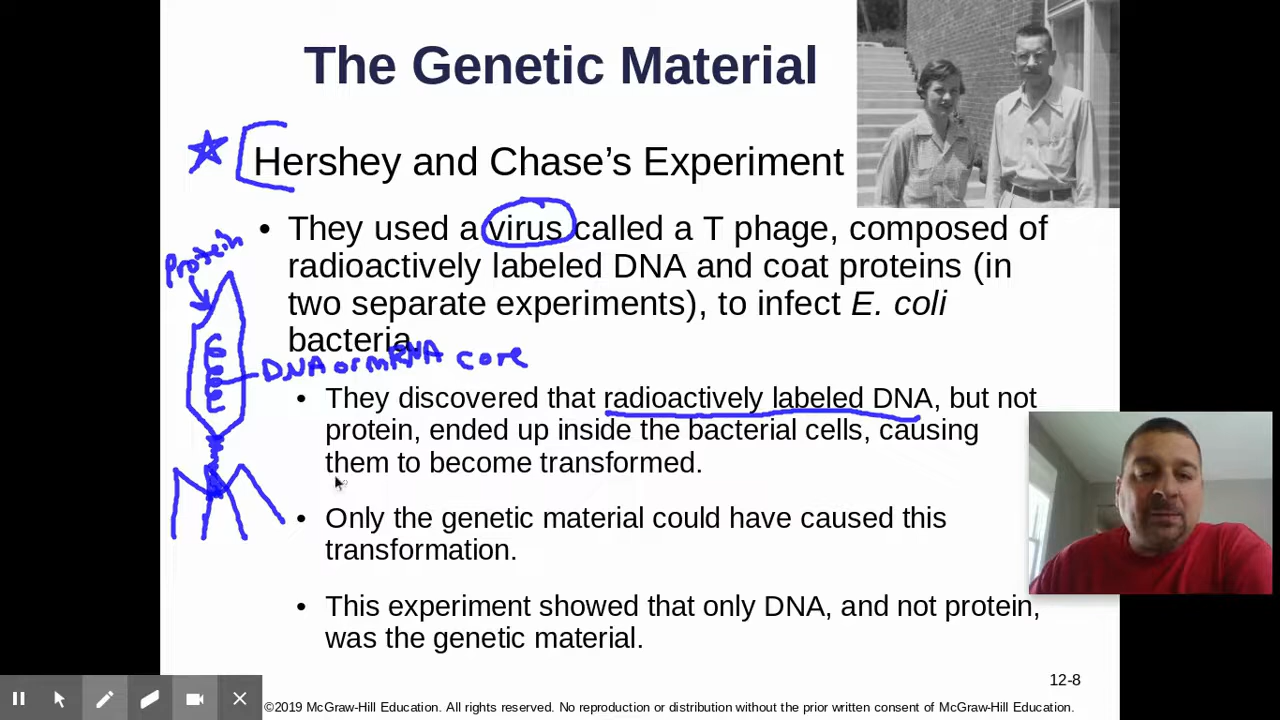 The Genetic Material
Hershey and Chase’s Experiment
• They used a virus called a T phage, composed of
radioactively labeled DNA and coat proteins (in
two separate experiments), to infect E. coli
bacteria.
Protein
DNA or mRNA core
• They discovered that radioactively labeled DNA, but not
protein, ended up inside the bacterial cells, causing
them to become transformed.
• Only the genetic material could have caused this
transformation.
• This experiment showed that only DNA, and not protein,
was the genetic material.
12-8
©2019 McGraw-Hill Education. All rights reserved. No reproduction or distribution without the prior written consent of McGraw-Hill Education.